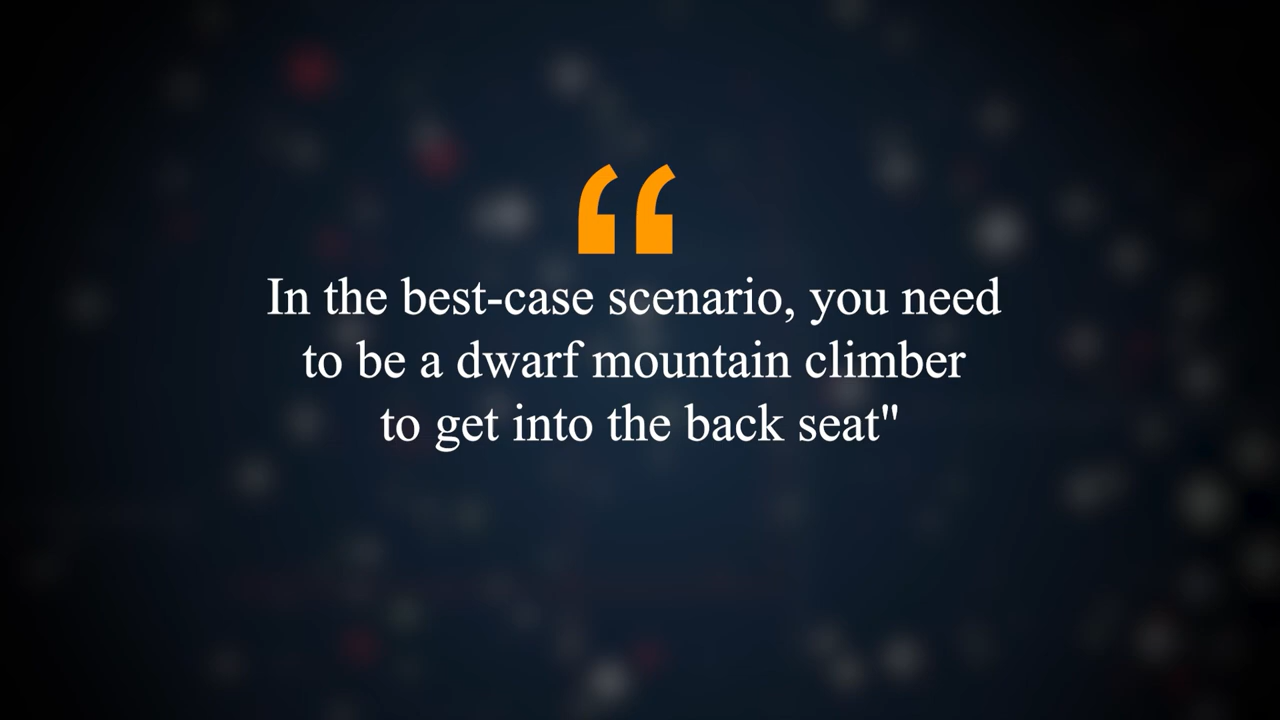 “
In the best-case scenario, you need
to be a dwarf mountain climber
to get into the back seat"